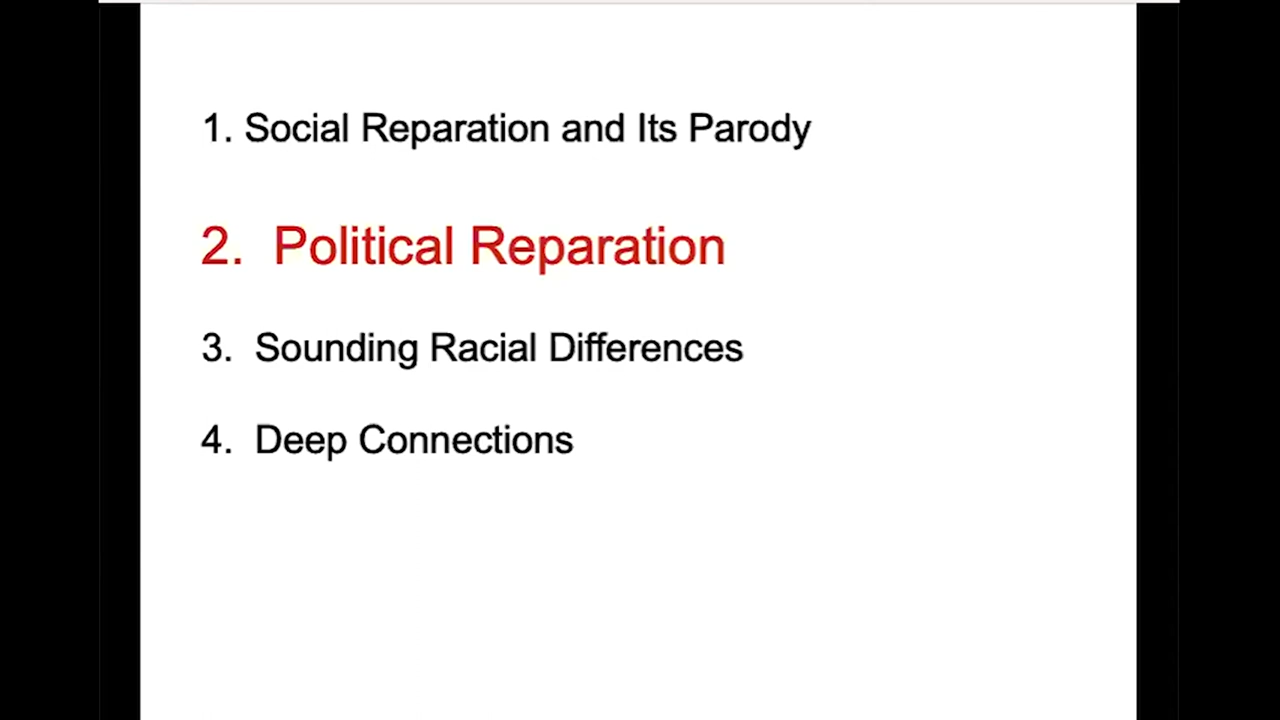 1. Social Reparation and Its Parody
2. Political Reparation
3. Sounding Racial Differences
4. Deep Connections